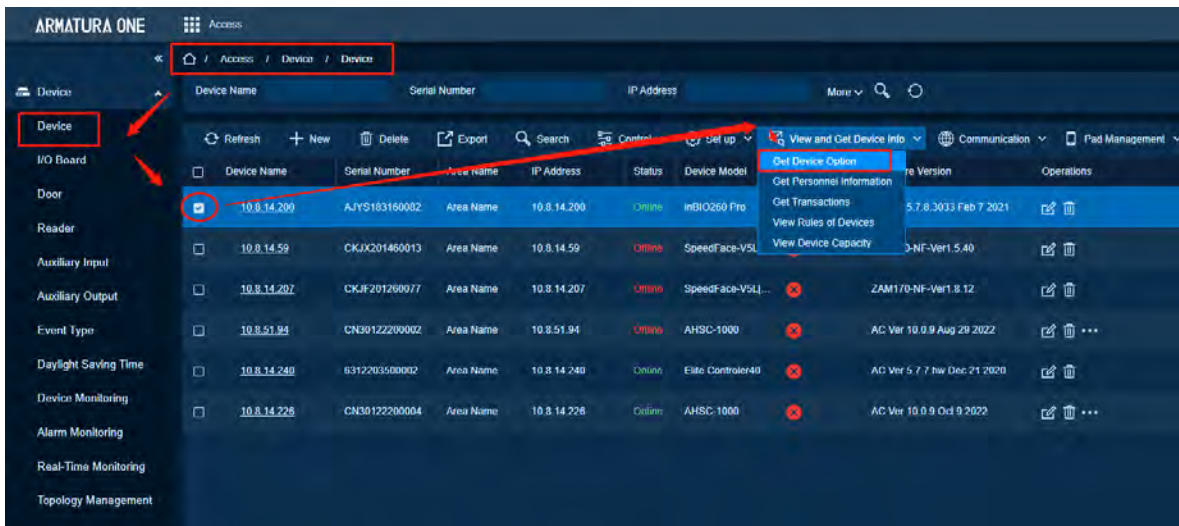 ARMATURA ONE
Access
« / Access / Device / Device
Device
Device Name Serial Number IP Address More
Device
Refresh New Delete Export Search Control Set up View and Get Device Info Communication Pad Management
I/O Board
Get Device Option
Device Name Serial Number Area Name IP Address Status Device Model re Version Operations
Get Personnel Information
Door
Get Transactions
10.8.14.200 AJYS183160082 Area Name 10.8.14.200 Online inBIO260 Pro 5.7.8.3033 Feb 7 2021
View Rules of Devices
Reader
View Device Capacity
10.8.14.59 CKJX201460013 Area Name 10.8.14.59 Offline SpeedFace-V5L 0-NF-Ver1.5.40
Auxiliary Input
10.8.14.207 CKJF201260077 Area Name 10.8.14.207 Offline SpeedFace-V5L[... ZAM170-NF-Ver1.8.12
Auxiliary Output
Event Type
10.8.51.94 CN30122200002 Area Name 10.8.51.94 Offline AHSC-1000 AC Ver 10.0.9 Aug 29 2022
Daylight Saving Time
10.8.14.240 6312203500002 Area Name 10.8.14.240 Online Elite Controler40 AC Ver 5.7.7 hw Dec 21 2020
Device Monitoring
10.8.14.226 CN30122200004 Area Name 10.8.14.226 Online AHSC-1000 AC Ver 10.0.9 Oct 9 2022
Alarm Monitoring
Real-Time Monitoring
Topology Management